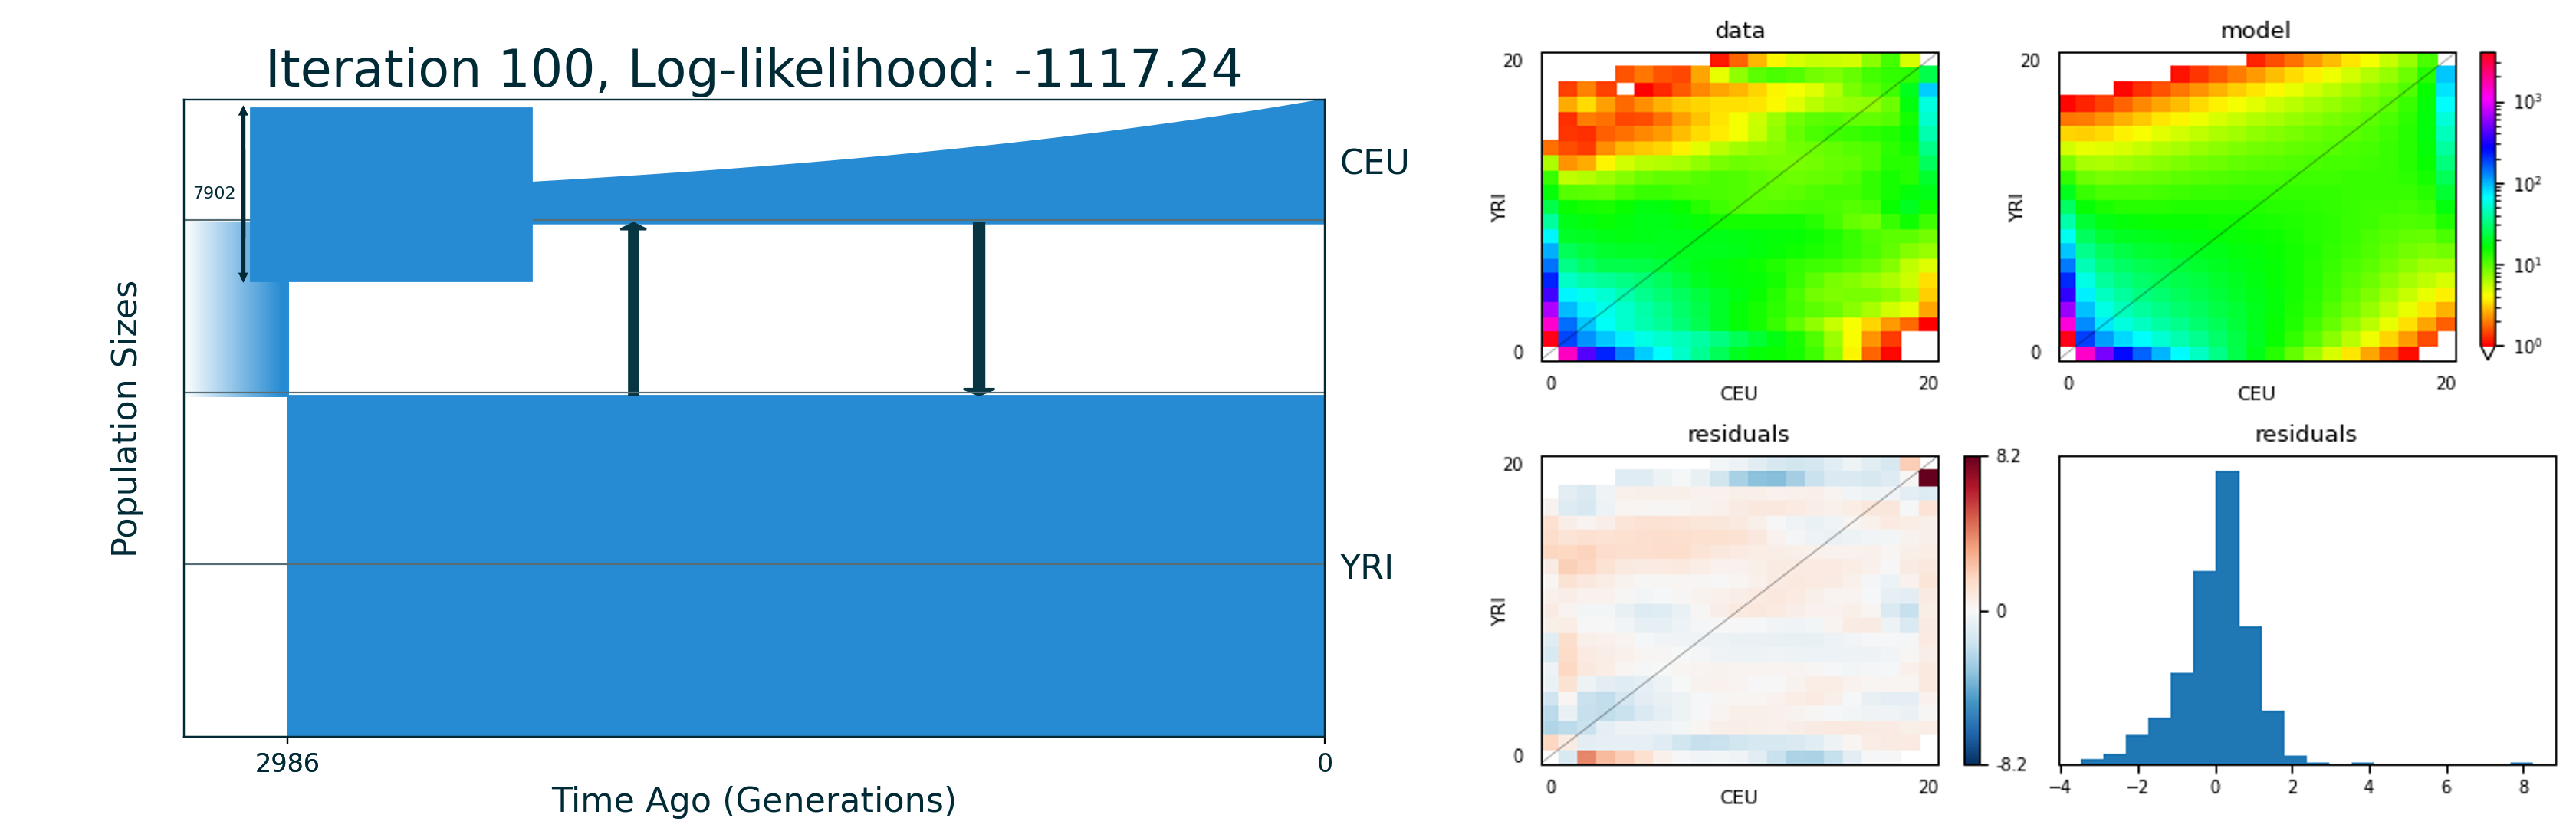 Iteration 100, Log-likelihood: -1117.24
7902
Population Sizes
CEU
YRI
2986
0
Time Ago (Generations)
data
20
YRI
0
0
20
CEU
model
20
YRI
0
0
20
CEU
10³
10²
10¹
10⁰
residuals
20
YRI
0
0
20
CEU
8.2
0
-8.2
residuals
−4
−2
0
2
4
6
8